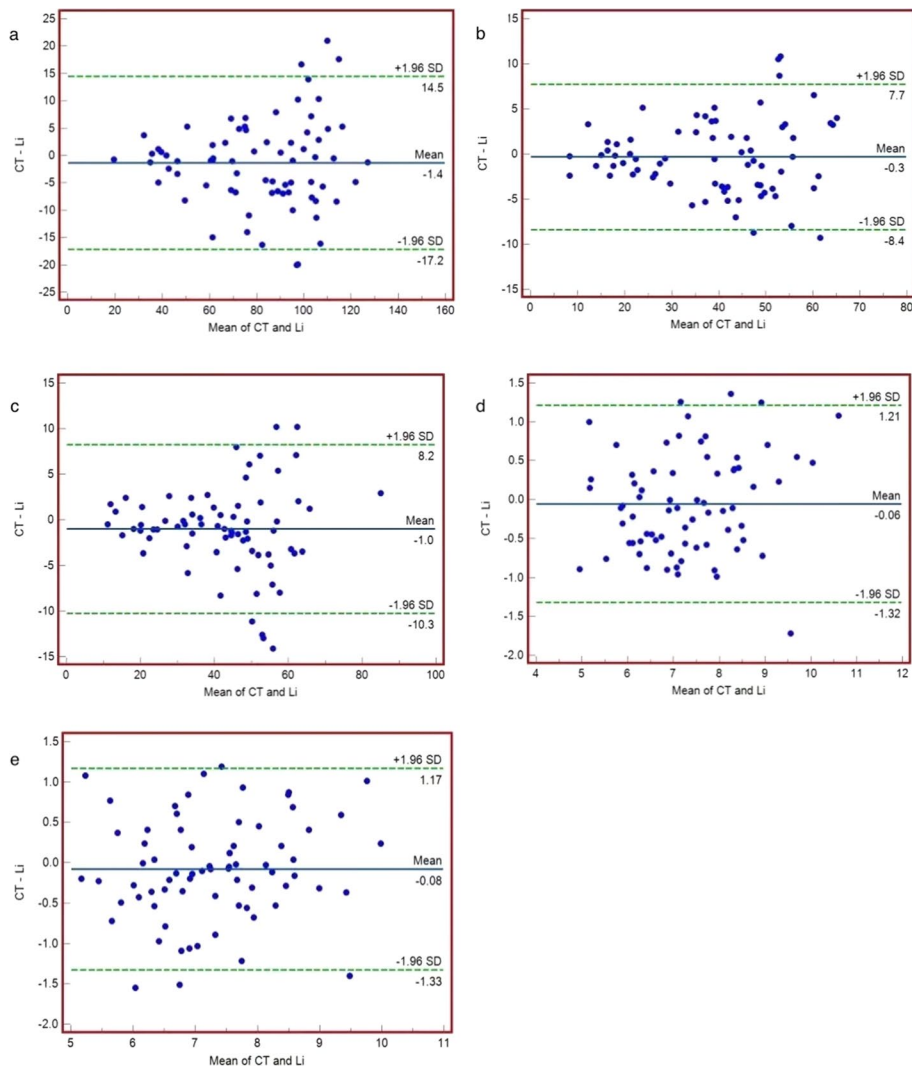 a
25
20
15
10
5
0
-5
-10
-15
-20
-25
CT - Li
+1.96 SD
14.5
Mean
-1.4
-1.96 SD
-17.2
0 20 40 60 80 100 120 140 160
Mean of CT and Li
b
15
10
5
0
-5
-10
-15
CT - Li
+1.96 SD
7.7
Mean
-0.3
-1.96 SD
-8.4
0 10 20 30 40 50 60 70 80
Mean of CT and Li
c
15
10
5
0
-5
-10
-15
CT - Li
+1.96 SD
8.2
Mean
-1.0
-1.96 SD
-10.3
0 20 40 60 80 100
Mean of CT and Li
d
1.5
1.0
0.5
0.0
-0.5
-1.0
-1.5
-2.0
CT - Li
+1.96 SD
1.21
Mean
-0.06
-1.96 SD
-1.32
4 5 6 7 8 9 10 11 12
Mean of CT and Li
e
1.5
1.0
0.5
0.0
-0.5
-1.0
-1.5
-2.0
CT - Li
+1.96 SD
1.17
Mean
-0.08
-1.96 SD
-1.33
5 6 7 8 9 10 11
Mean of CT and Li